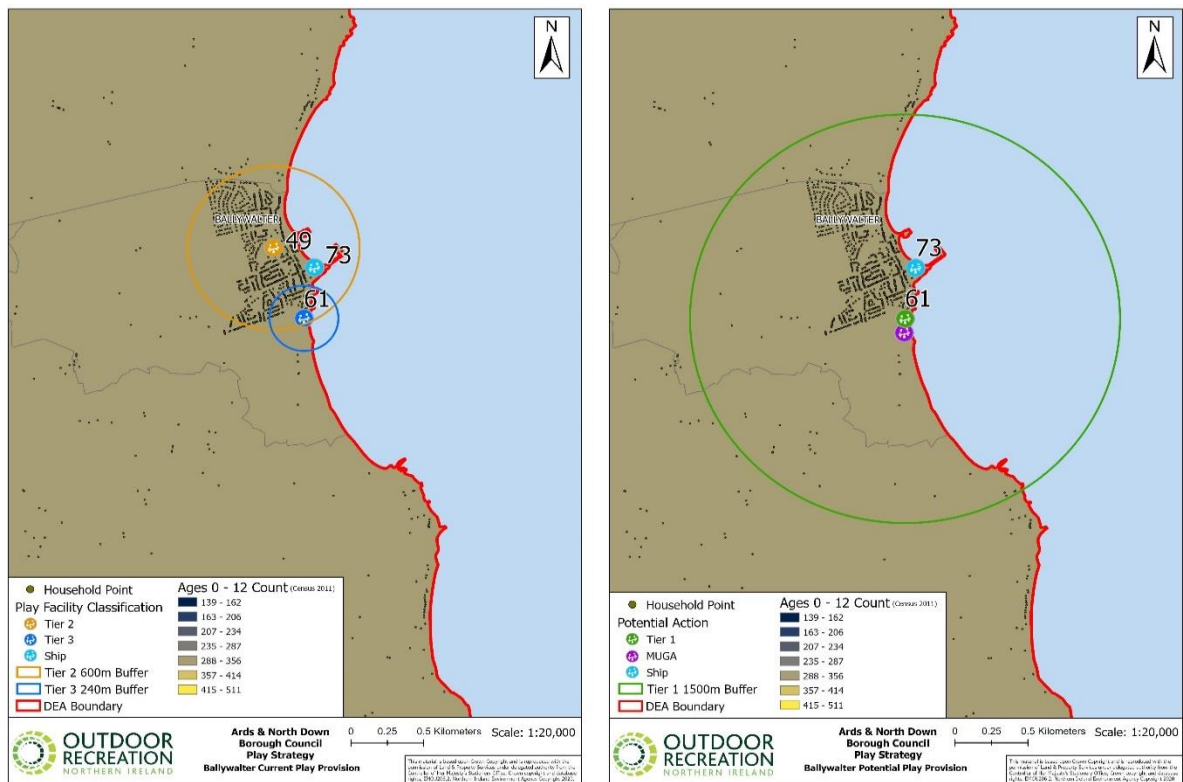 N
BALLYWALTER
49
73
61
Household Point
Play Facility Classification
Tier 2
Tier 3
Ship
Tier 2 600m Buffer
Tier 3 240m Buffer
DEA Boundary
Ages 0 - 12 Count (Census 2011)
139 - 162
163 - 206
207 - 234
235 - 287
288 - 356
357 - 414
415 - 511
OUTDOOR
RECREATION
NORTHERN IRELAND
Ards & North Down
Borough Council
Play Strategy
Ballywalter Current Play Provision
0 0.25 0.5 Kilometers
Scale: 1:20,000
N
BALLYWALTER
73
61
Household Point
Potential Action
Tier 1
MUGA
Ship
Tier 1 1500m Buffer
DEA Boundary
Ages 0 - 12 Count (Census 2011)
139 - 162
163 - 206
207 - 234
235 - 287
288 - 356
357 - 414
415 - 511
OUTDOOR
RECREATION
NORTHERN IRELAND
Ards & North Down
Borough Council
Play Strategy
Ballywalter Potential Play Provision
0 0.25 0.5 Kilometers
Scale: 1:20,000